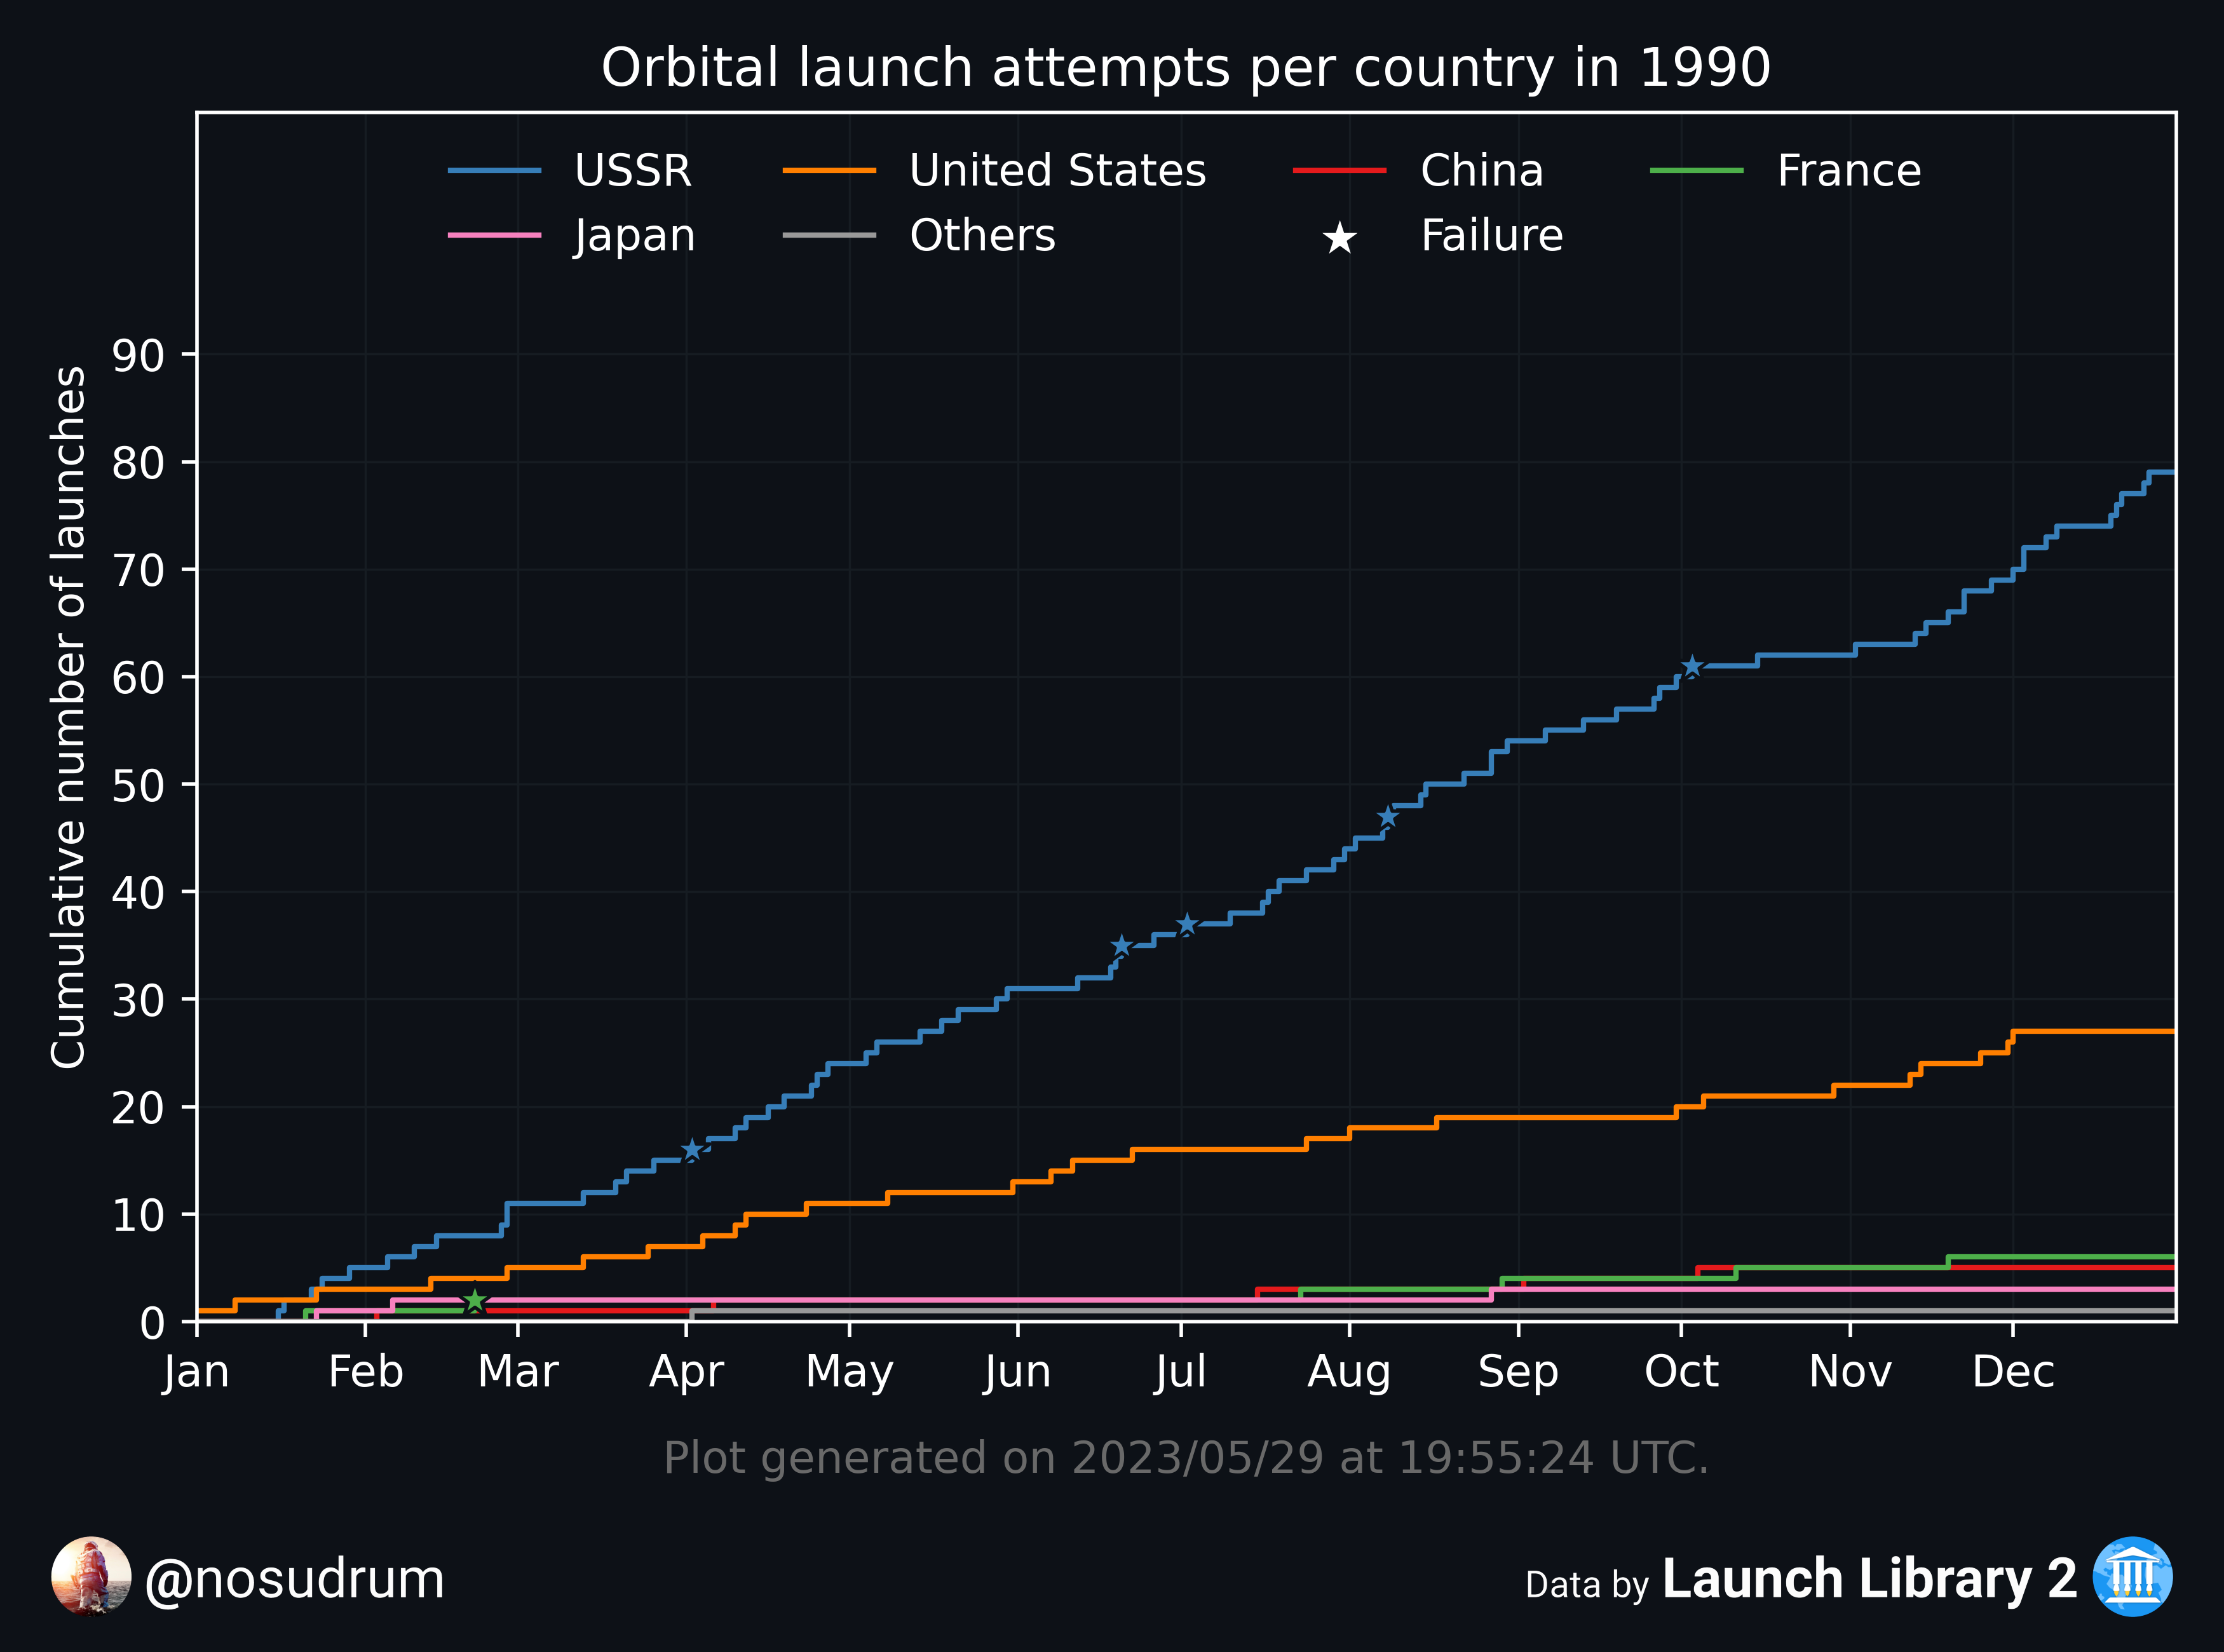 Orbital launch attempts per country in 1990
USSR United States China France
Japan Others Failure
Cumulative number of launches
90
80
70
60
50
40
30
20
10
0
Jan Feb Mar Apr May Jun Jul Aug Sep Oct Nov Dec
Plot generated on 2023/05/29 at 19:55:24 UTC.
@nosudrum
Data by Launch Library 2